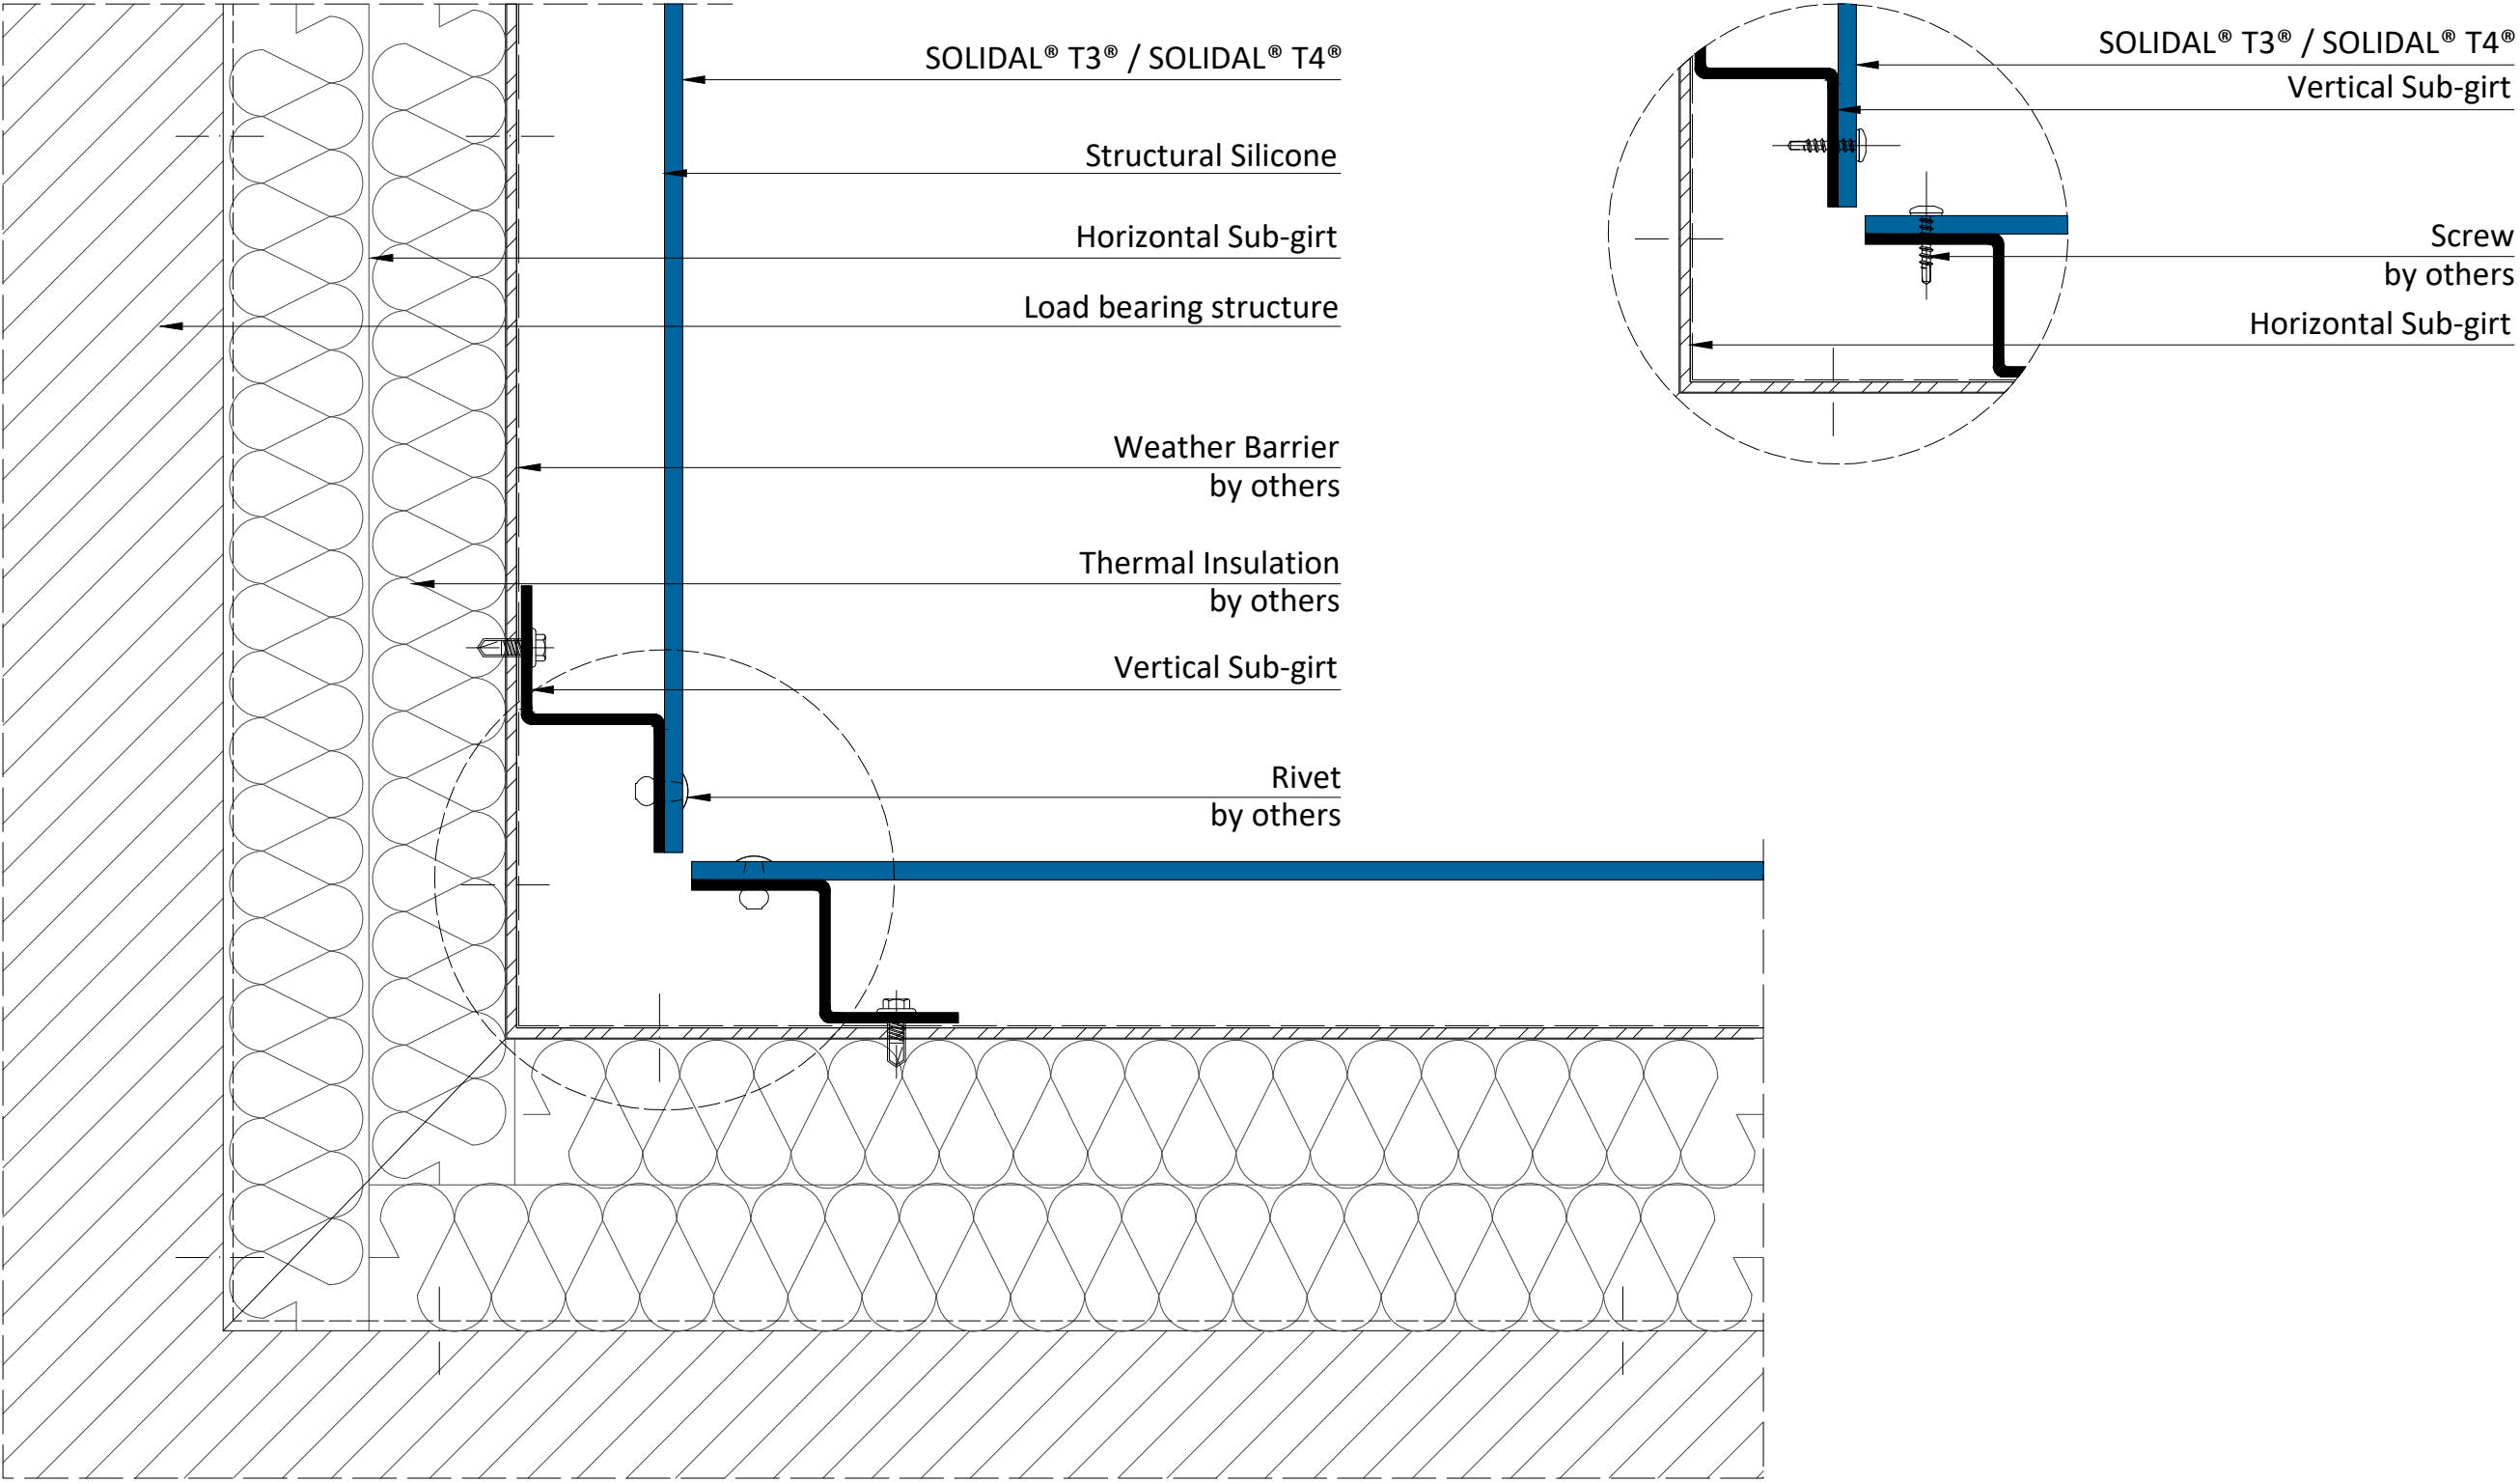 SOLIDAL® T3® / SOLIDAL® T4®
Structural Silicone
Horizontal Sub-girt
Load bearing structure
Weather Barrier
by others
Thermal Insulation
by others
Vertical Sub-girt
Rivet
by others
SOLIDAL® T3® / SOLIDAL® T4®
Vertical Sub-girt
Screw
by others
Horizontal Sub-girt